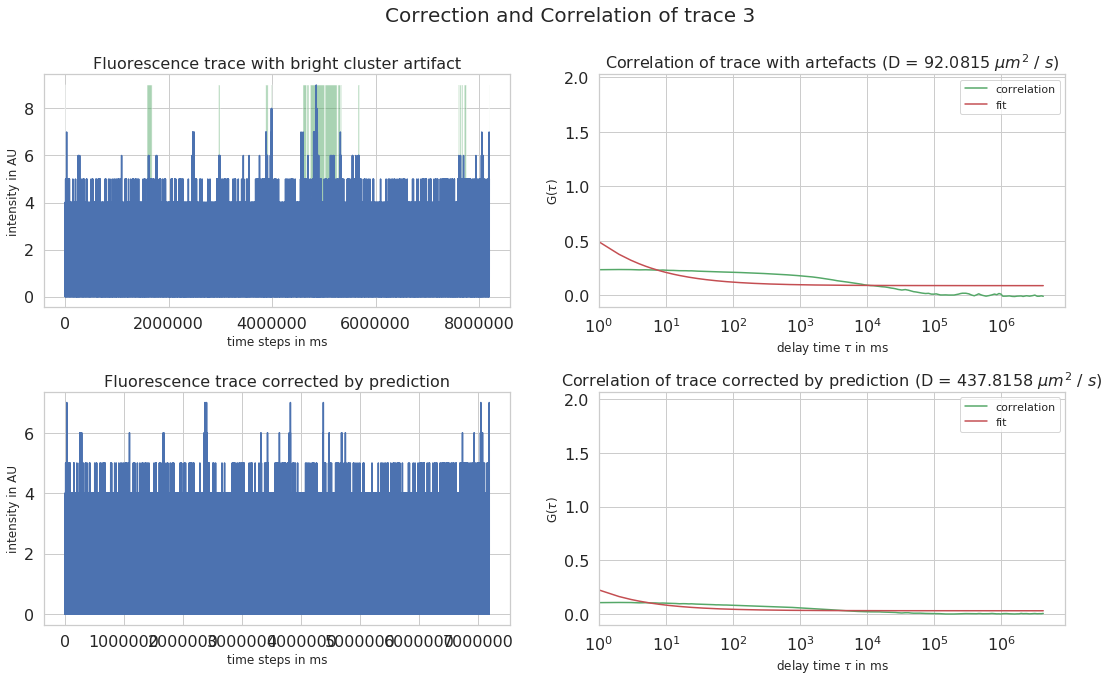 Correction and Correlation of trace 3
Fluorescence trace with bright cluster artifact
intensity in AU
8
6
4
2
0
0 2000000 4000000 6000000 8000000
time steps in ms
Correlation of trace with artefacts (D = 92.0815 μm² / s)
G(τ)
2.0
1.5
1.0
0.5
0.0
correlation
fit
10⁰ 10¹ 10² 10³ 10⁴ 10⁵ 10⁶
delay time τ in ms
Fluorescence trace corrected by prediction
intensity in AU
6
4
2
0
0 1000000 2000000 3000000 4000000 5000000 6000000 7000000
time steps in ms
Correlation of trace corrected by prediction (D = 437.8158 μm² / s)
G(τ)
2.0
1.5
1.0
0.5
0.0
correlation
fit
10⁰ 10¹ 10² 10³ 10⁴ 10⁵ 10⁶
delay time τ in ms